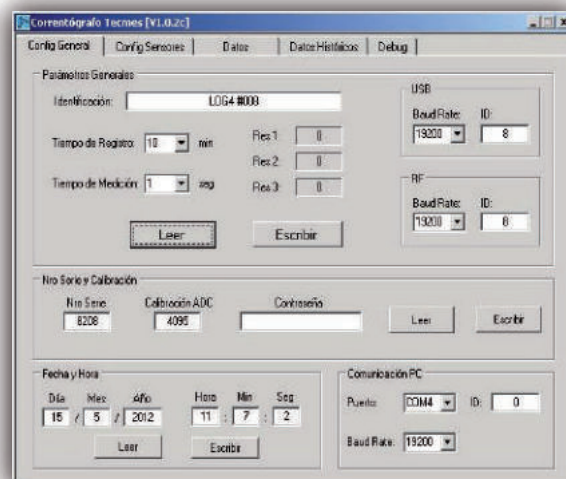 Correntógrafo Tecmes [V1.0.2c]
Config General Config Sensores Datos Datos Históricos Debug
Parámetros Generales
Identificación: LOG4 #008
Tiempo de Registro: 10 min
Tiempo de Medición: 1 seg
Res 1: 0
Res 2: 0
Res 3: 0
Leer Escribir
USB
Baud Rate: ID:
19200 8
RF
Baud Rate: ID:
19200 8
Nro Serie y Calibración
Nro Serie Calibración ADC Contraseña
8208 4095
Leer Escribir
Fecha y Hora
Día Mes Año Hora Min Seg
15 / 5 / 2012 11 : 7 : 2
Leer Escribir
Comunicación PC
Puerto: COM4 ID: 0
Baud Rate: 19200